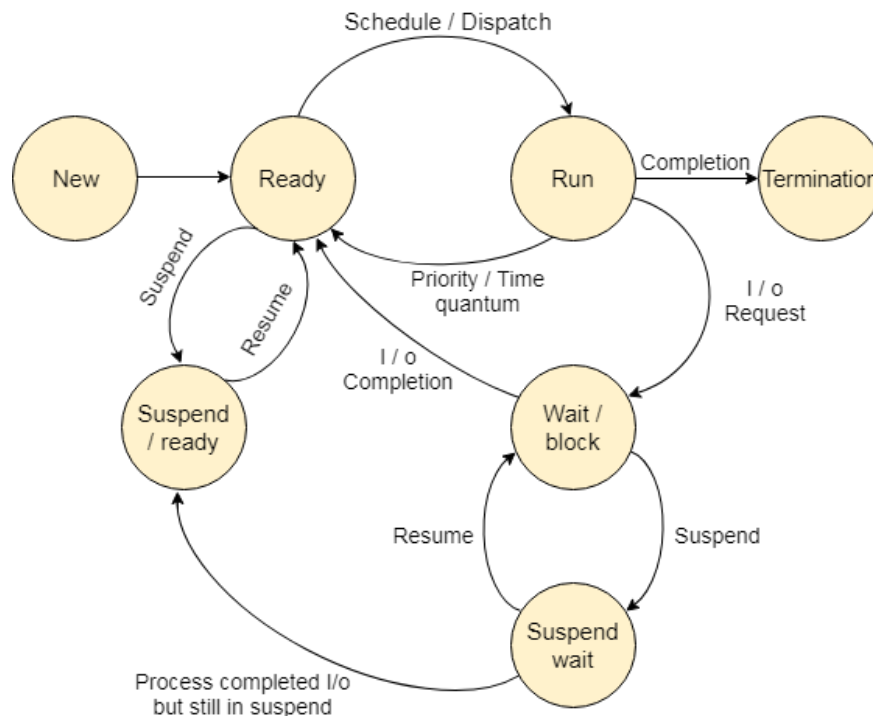 Schedule / Dispatch
New
Ready
Run
Completion
Termination
Suspend
Resume
Priority / Time
quantum
I / o
Request
I / o
Completion
Suspend
/ ready
Wait /
block
Resume
Suspend
Suspend
wait
Process completed I/o
but still in suspend